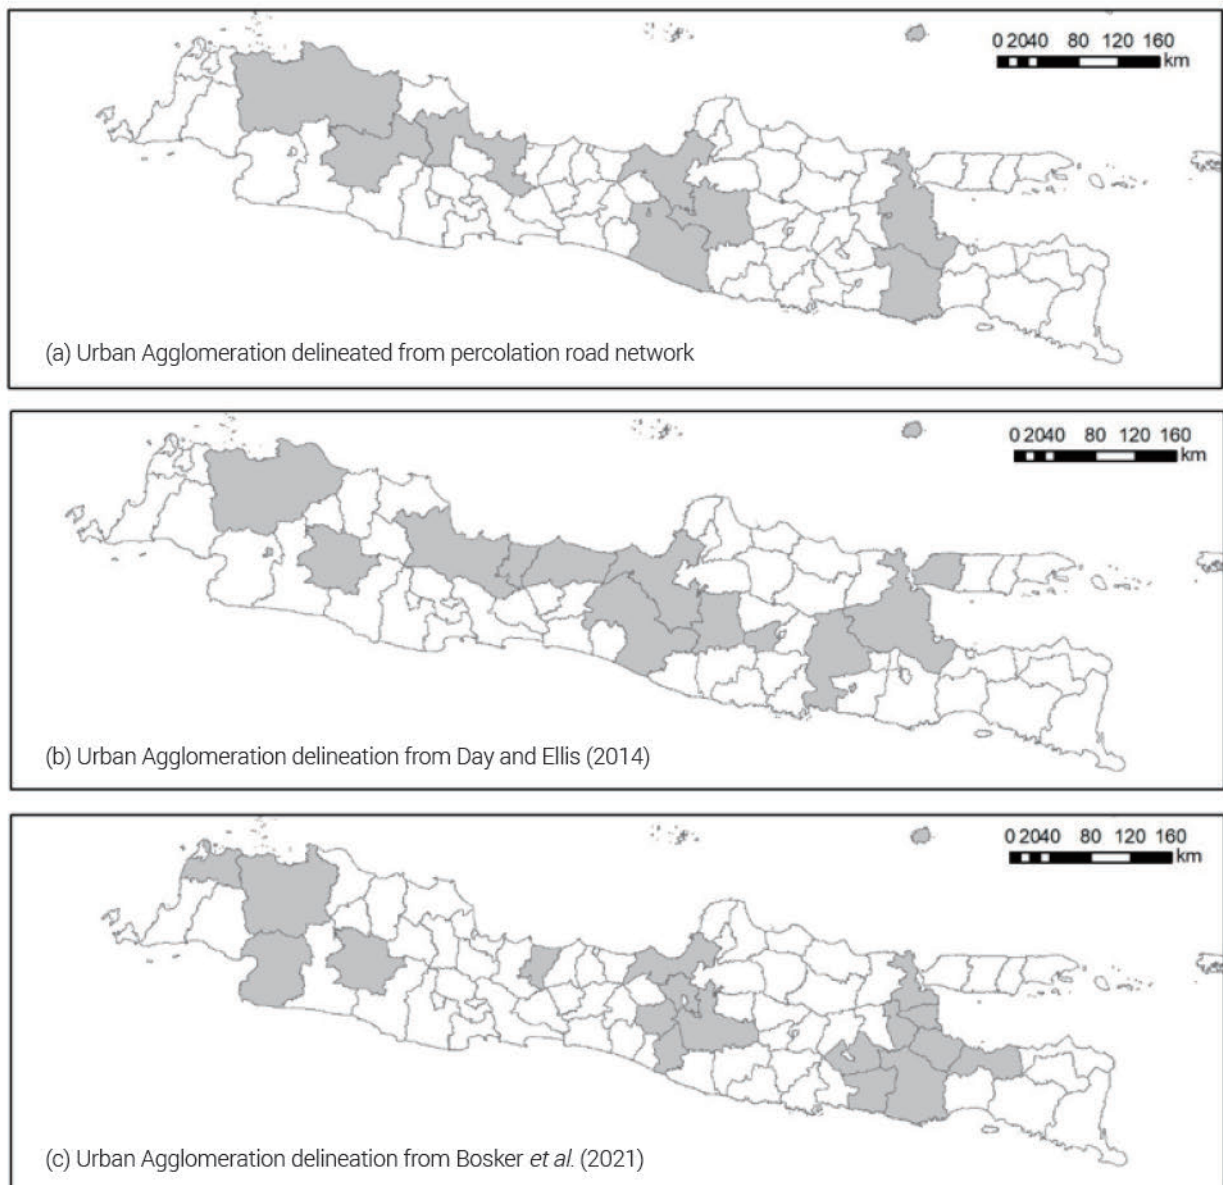 0 2040 80 120 160
km
(a) Urban Agglomeration delineated from percolation road network
0 2040 80 120 160
km
(b) Urban Agglomeration delineation from Day and Ellis (2014)
0 2040 80 120 160
km
(c) Urban Agglomeration delineation from Bosker et al. (2021)